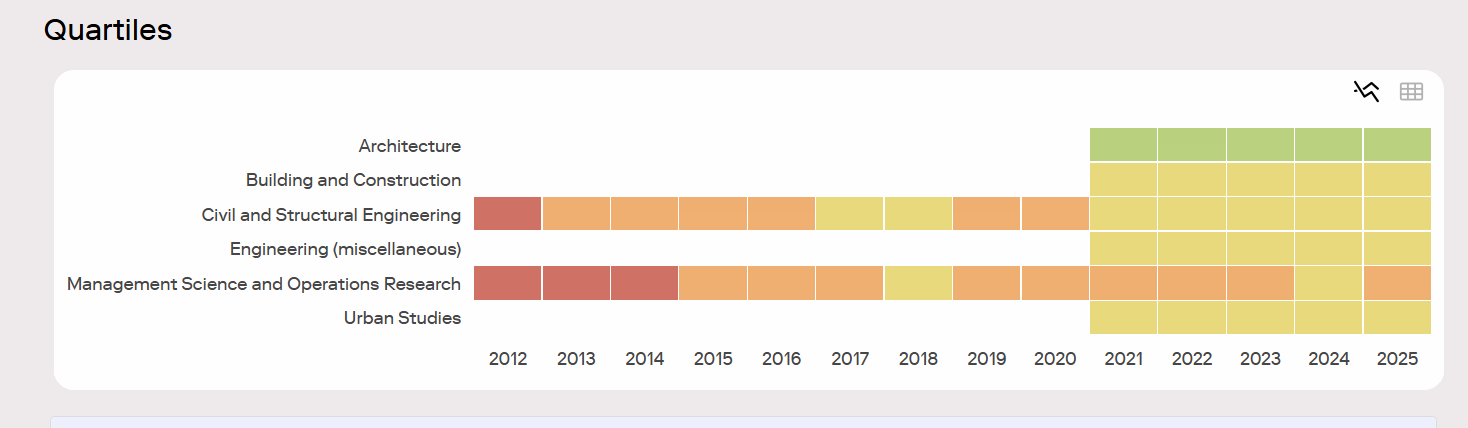 Quartiles
Architecture
Building and Construction
Civil and Structural Engineering
Engineering (miscellaneous)
Management Science and Operations Research
Urban Studies
2012 2013 2014 2015 2016 2017 2018 2019 2020 2021 2022 2023 2024 2025